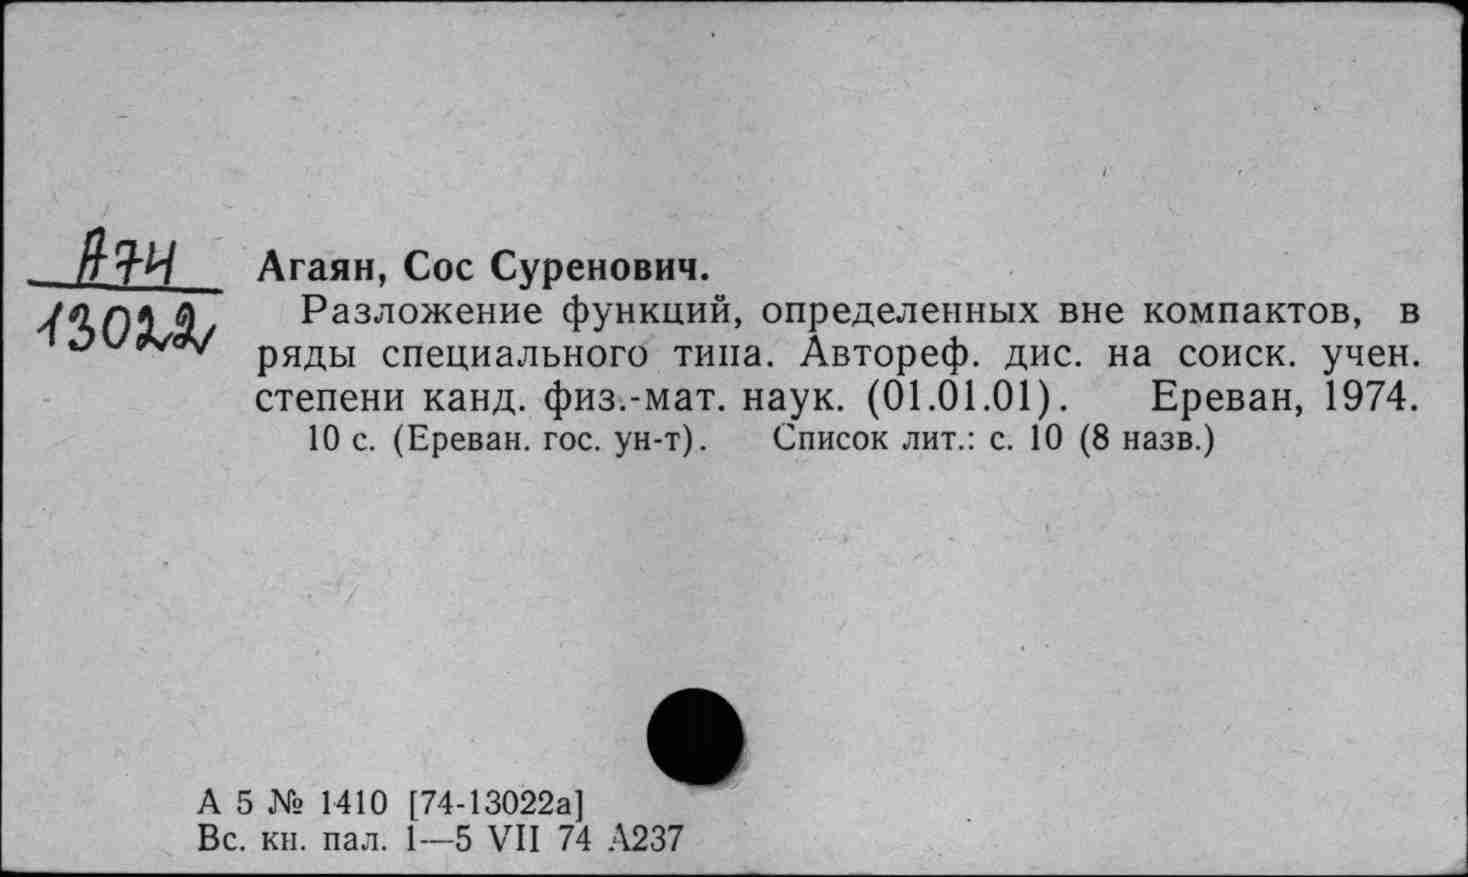 А74
13022
Агаян, Сос Суренович.
Разложение функций, определенных вне компактов, в
ряды специального типа. Автореф. дис. на соиск. учен.
степени канд. физ.-мат. наук. (01.01.01). Ереван, 1974.
10 с. (Ереван. гос. ун-т). Список лит.: с. 10 (8 назв.)
А 5 № 1410 [74-13022а]
Вс. кн. пал. 1—5 VII 74 А237